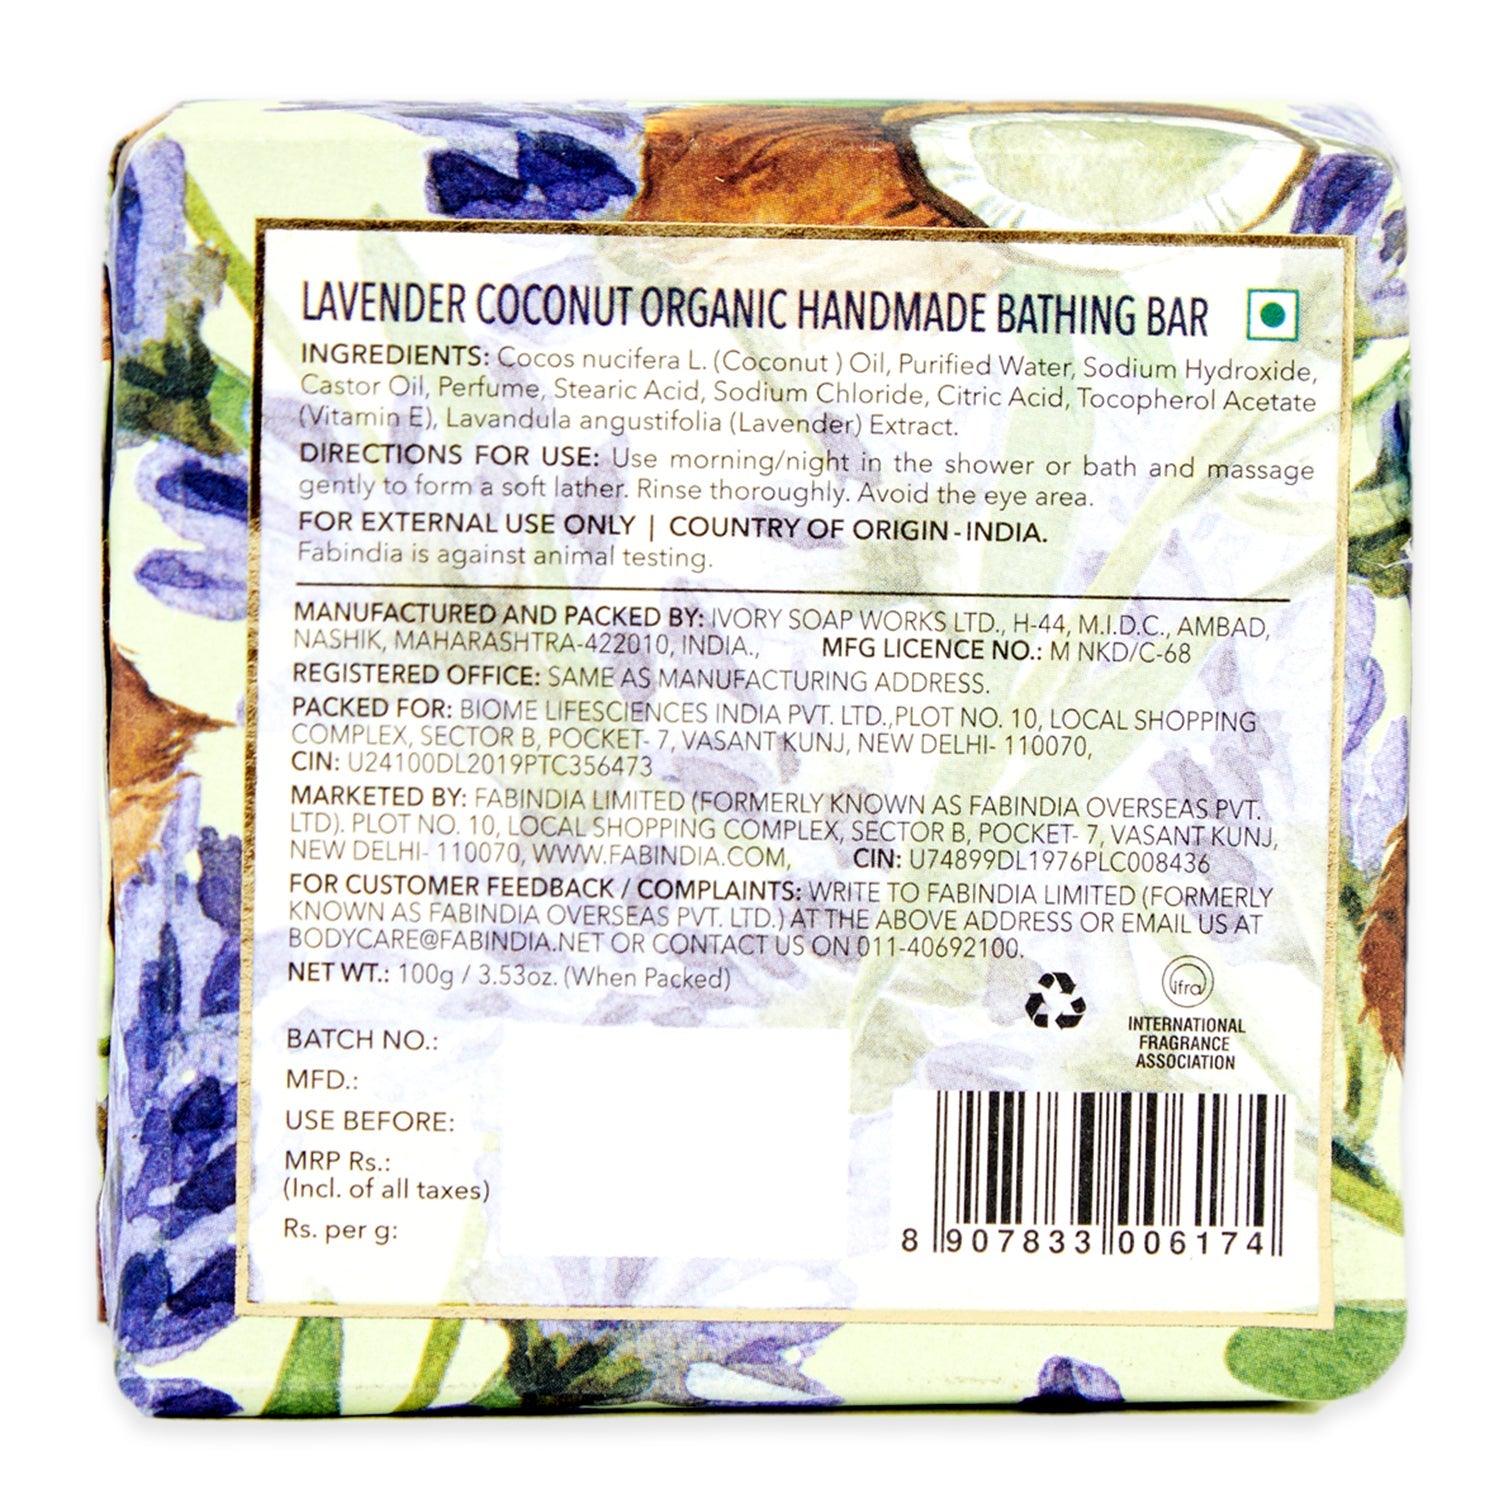 LAVENDER COCONUT ORGANIC HANDMADE BATHING BAR
INGREDIENTS: Cocos nucifera L. (Coconut ) Oil, Purified Water, Sodium Hydroxide,
Castor Oil, Perfume, Stearic Acid, Sodium Chloride, Citric Acid, Tocopherol Acetate
(Vitamin E), Lavandula angustifolia (Lavender) Extract.
DIRECTIONS FOR USE: Use morning/night in the shower or bath and massage
gently to form a soft lather. Rinse thoroughly. Avoid the eye area.
FOR EXTERNAL USE ONLY | COUNTRY OF ORIGIN - INDIA.
Fabindia is against animal testing.
MANUFACTURED AND PACKED BY: IVORY SOAP WORKS LTD., H-44, M.I.D.C., AMBAD,
NASHIK, MAHARASHTRA-422010, INDIA., MFG LICENCE NO.: M NKD/C-68
REGISTERED OFFICE: SAME AS MANUFACTURING ADDRESS.
PACKED FOR: BIOME LIFESCIENCES INDIA PVT. LTD.,PLOT NO. 10, LOCAL SHOPPING
COMPLEX, SECTOR B, POCKET- 7, VASANT KUNJ, NEW DELHI- 110070,
CIN: U24100DL2019PTC356473
MARKETED BY: FABINDIA LIMITED (FORMERLY KNOWN AS FABINDIA OVERSEAS PVT.
LTD). PLOT NO. 10, LOCAL SHOPPING COMPLEX, SECTOR B, POCKET- 7, VASANT KUNJ,
NEW DELHI- 110070, WWW.FABINDIA.COM, CIN: U74899DL1976PLC008436
FOR CUSTOMER FEEDBACK / COMPLAINTS: WRITE TO FABINDIA LIMITED (FORMERLY
KNOWN AS FABINDIA OVERSEAS PVT. LTD.) AT THE ABOVE ADDRESS OR EMAIL US AT
BODYCARE@FABINDIA.NET OR CONTACT US ON 011-40692100.
NET WT.: 100g / 3.53oz. (When Packed)
ifra
INTERNATIONAL
FRAGRANCE
ASSOCIATION
BATCH NO.:
MFD.:
USE BEFORE:
MRP Rs.:
(Incl. of all taxes)
Rs. per g:
8 907833 006174